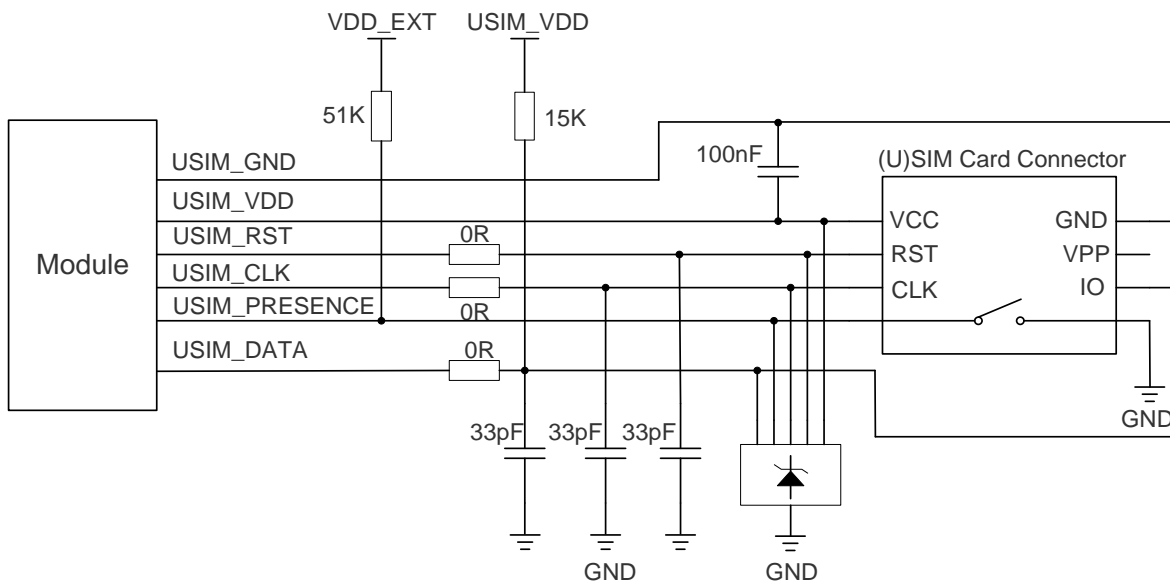 VDD_EXT
USIM_VDD
51K
15K
Module
USIM_GND
USIM_VDD
USIM_RST
USIM_CLK
USIM_PRESENCE
USIM_DATA
0R
0R
0R
100nF
(U)SIM Card Connector
VCC
RST
CLK
GND
VPP
IO
33pF
33pF
33pF
GND
GND
GND